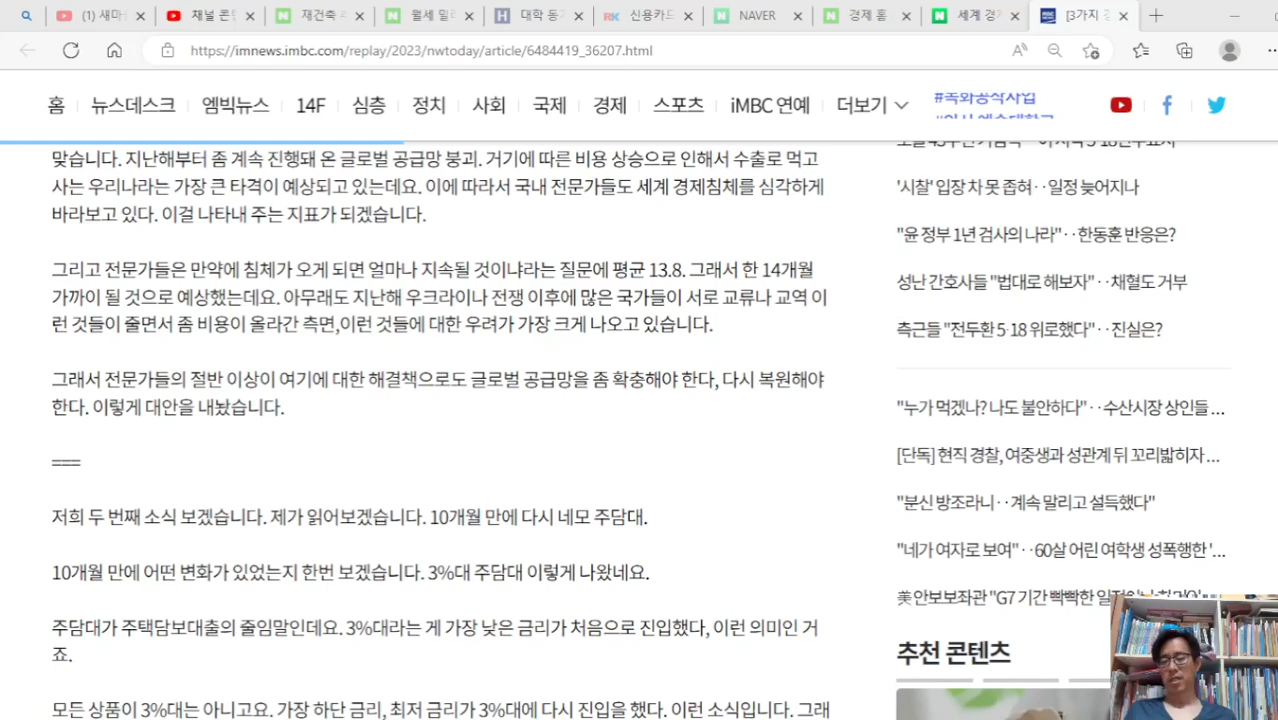 (1) 새마
채널 콘
재건축
월세 밀
대학 동
신용카드
NAVER
경제 홈
세계 경
[3가지
https://imnews.imbc.com/replay/2023/nwtoday/article/6484419_36207.html
홈 뉴스데스크 엠빅뉴스 14F 심층 정치 사회 국제 경제 스포츠 iMBC 연예 더보기
맞습니다. 지난해부터 좀 계속 진행돼 온 글로벌 공급망 붕괴. 거기에 따른 비용 상승으로 인해서 수출로 먹고
사는 우리나라는 가장 큰 타격이 예상되고 있는데요. 이에 따라서 국내 전문가들도 세계 경제침체를 심각하게
바라보고 있다. 이걸 나타내 주는 지표가 되겠습니다.
그리고 전문가들은 만약에 침체가 오게 되면 얼마나 지속될 것이냐라는 질문에 평균 13.8. 그래서 한 14개월
가까이 될 것으로 예상했는데요. 아무래도 지난해 우크라이나 전쟁 이후에 많은 국가들이 서로 교류나 교역 이
런 것들이 줄면서 좀 비용이 올라간 측면,이런 것들에 대한 우려가 가장 크게 나오고 있습니다.
그래서 전문가들의 절반 이상이 여기에 대한 해결책으로도 글로벌 공급망을 좀 확충해야 한다, 다시 복원해야
한다. 이렇게 대안을 내놨습니다.
===
저희 두 번째 소식 보겠습니다. 제가 읽어보겠습니다. 10개월 만에 다시 네모 주담대.
10개월 만에 어떤 변화가 있었는지 한번 보겠습니다. 3%대 주담대 이렇게 나왔네요.
주담대가 주택담보대출의 줄임말인데요. 3%대라는 게 가장 낮은 금리가 처음으로 진입했다, 이런 의미인 거
죠.
모든 상품이 3%대는 아니고요. 가장 하단 금리, 최저 금리가 3%대에 다시 진입을 했다. 이런 소식입니다. 그래
'시찰' 입장 차 못 좁혀‥일정 늦어지나
"윤 정부 1년 검사의 나라"‥한동훈 반응은?
성난 간호사들 "법대로 해보자"‥채혈도 거부
측근들 "전두환 5·18 위로했다"‥진실은?
"누가 먹겠나? 나도 불안하다"‥수산시장 상인들 ...
[단독] 현직 경찰, 여중생과 성관계 뒤 꼬리밟히자 ...
"분신 방조라니‥계속 말리고 설득했다"
"네가 여자로 보여"‥60살 어린 여학생 성폭행한 '...
美 안보보좌관 "G7 기간 빡빡한
추천 콘텐츠